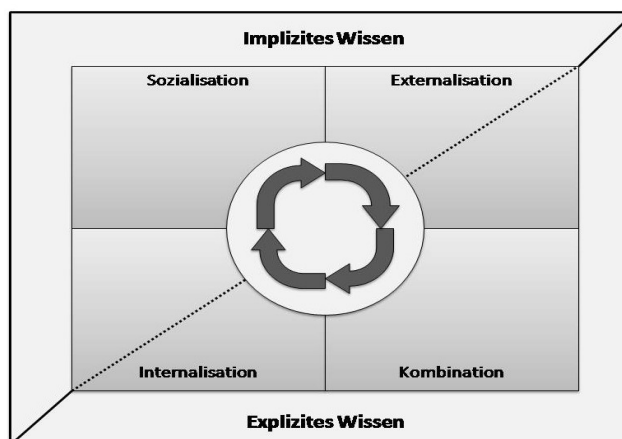 Implizites Wissen
Sozialisation
Externalisation
Internalisation
Kombination
Explizites Wissen